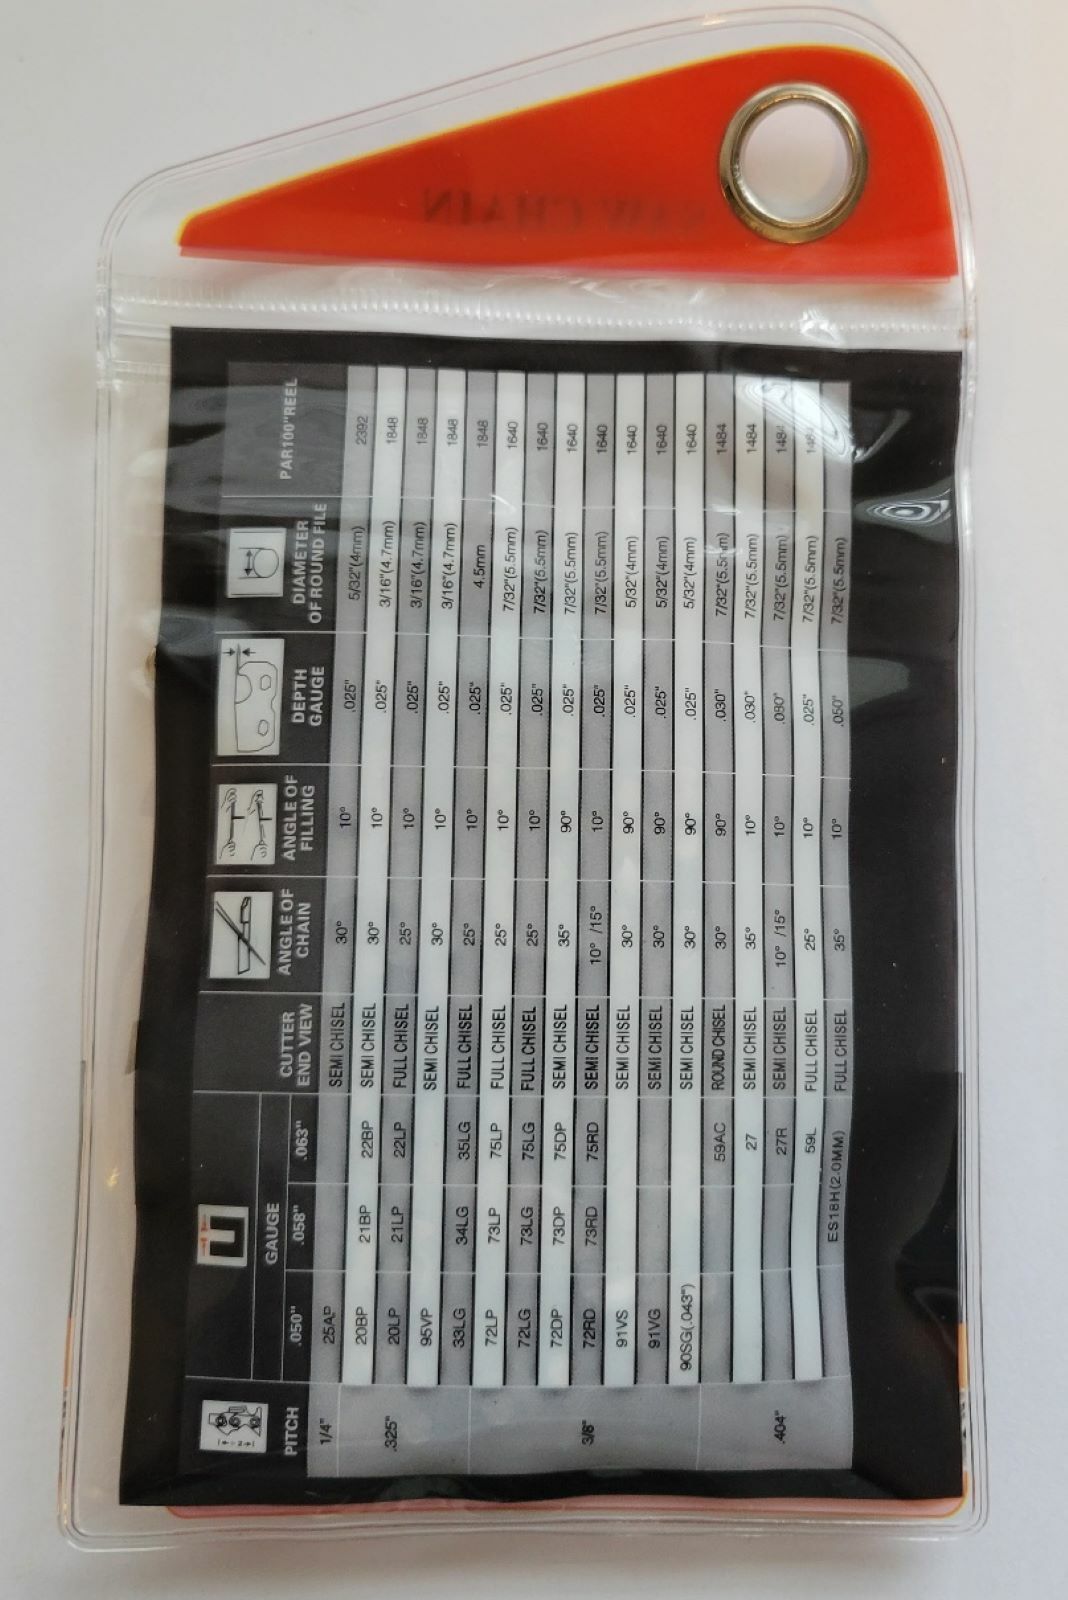 SAW CHAIN
PITCH GAUGE CUTTER END VIEW ANGLE OF CHAIN ANGLE OF FILLING DEPTH GAUGE DIAMETER OF ROUND FILE PAR100"REEL
.050" .058" .063"
1/4" 25AP SEMI CHISEL 30° 10° .025" 5/32"(4mm) 2392
20BP 21BP 22BP SEMI CHISEL 30° 10° .025" 3/16"(4.7mm) 1848
.325" 20LP 21LP 22LP FULL CHISEL 25° 10° .025" 3/16"(4.7mm) 1848
95VP SEMI CHISEL 30° 10° .025" 3/16"(4.7mm) 1848
33LG 34LG 35LG FULL CHISEL 25° 10° .025" 4.5mm 1848
72LP 73LP 75LP FULL CHISEL 25° 10° .025" 7/32"(5.5mm) 1640
72LG 73LG 75LG FULL CHISEL 25° 10° .025" 7/32"(5.5mm) 1640
72DP 73DP 75DP SEMI CHISEL 35° 90° .025" 7/32"(5.5mm) 1640
3/8" 72RD 73RD 75RD SEMI CHISEL 10° /15° 10° .025" 7/32"(5.5mm) 1640
91VS SEMI CHISEL 30° 90° .025" 5/32"(4mm) 1640
91VG SEMI CHISEL 30° 90° .025" 5/32"(4mm) 1640
90SG(.043") SEMI CHISEL 30° 90° .025" 5/32"(4mm) 1640
59AC ROUND CHISEL 30° 90° .030" 7/32"(5.5mm) 1484
27 SEMI CHISEL 35° 10° .030" 7/32"(5.5mm) 1484
.404" 27R SEMI CHISEL 10° /15° 10° 7/32"(5.5mm) 1484
59L FULL CHISEL 25° 10° .025" 7/32"(5.5mm)
ES18H(2.0MM) FULL CHISEL 35° 10° .050" 7/32"(5.5mm)